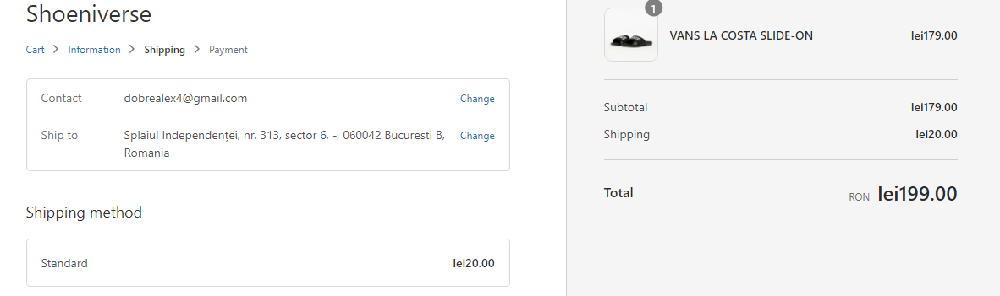 Shoeniverse
Cart > Information > Shipping > Payment
Contact dobrealex4@gmail.com Change
Ship to Splaiul Independenței, nr. 313, sector 6, -, 060042 Bucuresti B, Change
Romania
Shipping method
Standard lei20.00
1
VANS LA COSTA SLIDE-ON lei179.00
Subtotal lei179.00
Shipping lei20.00
Total RON lei199.00